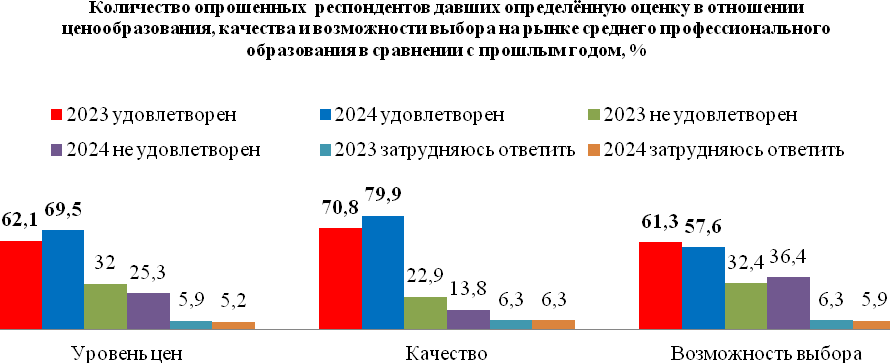 Количество опрошенных респондентов давших определённую оценку в отношении
ценообразования, качества и возможности выбора на рынке среднего профессионального
образования в сравнении с прошлым годом, %
2023 удовлетворен 2024 удовлетворен 2023 не удовлетворен
2024 не удовлетворен 2023 затрудняюсь ответить 2024 затрудняюсь ответить
62,1 69,5 32 25,3 5,9 5,2
70,8 79,9 22,9 13,8 6,3 6,3
61,3 57,6 32,4 36,4 6,3 5,9
Уровень цен Качество Возможность выбора